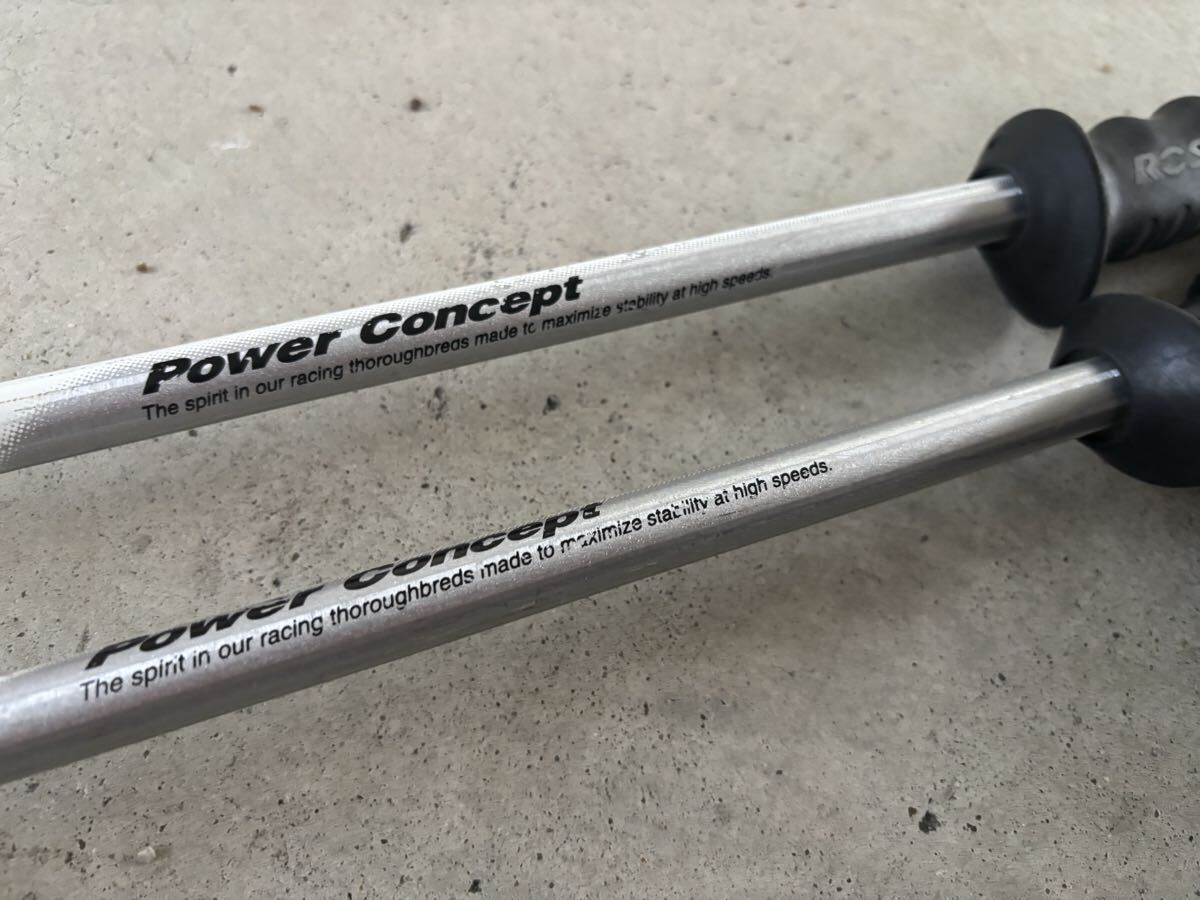 ROS
Power Concept
The spirit in our racing thoroughbreds made to maximize stability at high speeds.
Power Concept
The spirit in our racing thoroughbreds made to maximize stability at high speeds.